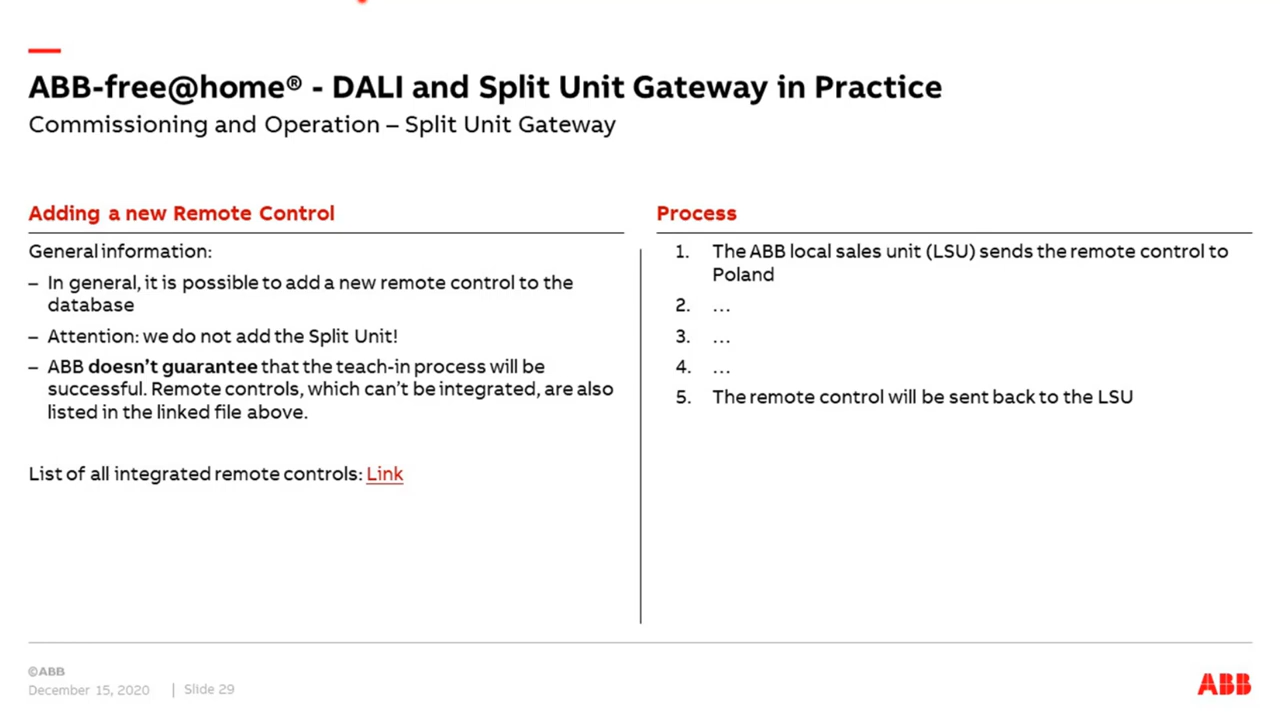 ABB-free@home® - DALI and Split Unit Gateway in Practice
Commissioning and Operation – Split Unit Gateway
Adding a new Remote Control
General information:
– In general, it is possible to add a new remote control to the
database
– Attention: we do not add the Split Unit!
– ABB doesn't guarantee that the teach-in process will be
successful. Remote controls, which can't be integrated, are also
listed in the linked file above.
List of all integrated remote controls: Link
Process
1. The ABB local sales unit (LSU) sends the remote control to
Poland
2. ...
3. ...
4. ...
5. The remote control will be sent back to the LSU
©ABB
December 15, 2020 | Slide 29
ABB